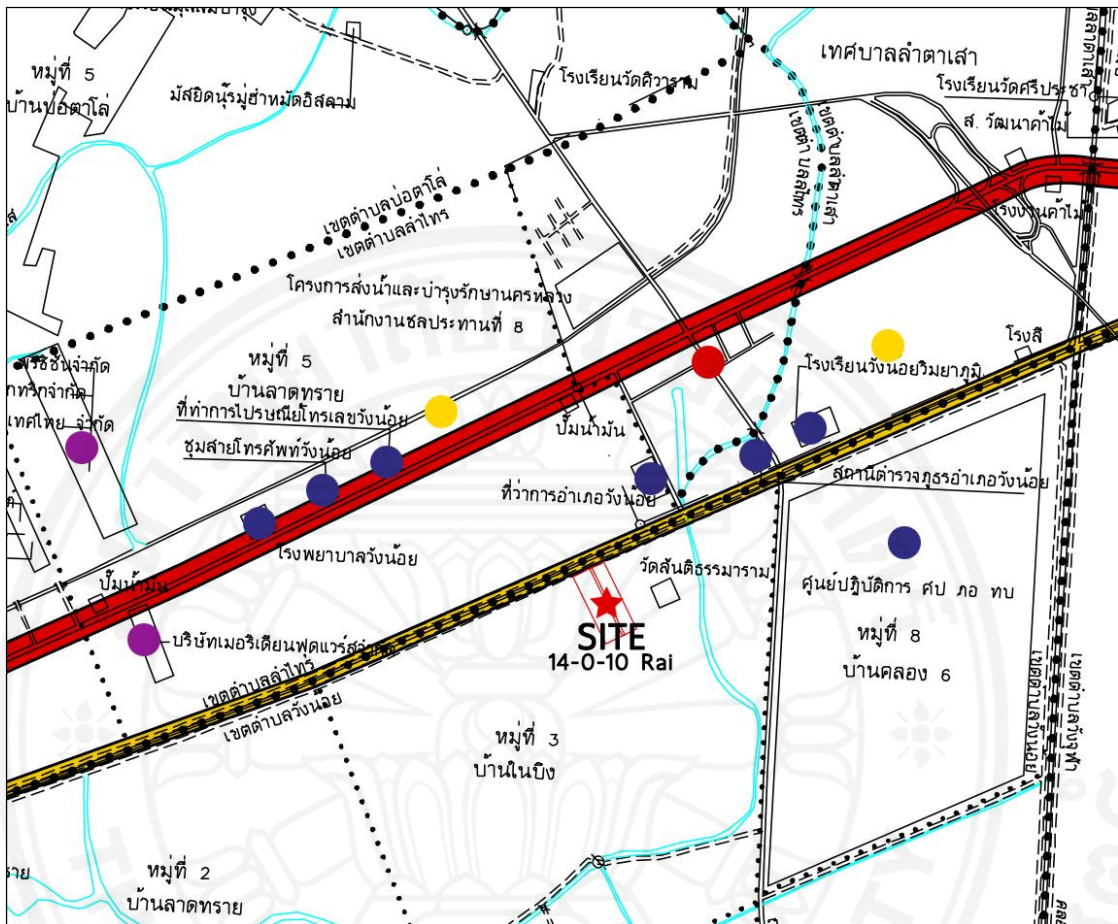 หมู่ที่ 5
บ้านบ่อตาโล่
มัสยิดนู้รมู่ฮำหมัดอิสลาม
โรงเรียนวัดศิวาราม
เทศบาลลำตาเสา
โรงเรียนวัดศรีประชา
ส. วัฒนาค้าไม้
โรงงานค้าไม้
เขตตำบลบ่อตาโล่
เขตตำบลลำไทร
เขตตำบลลำตาเสา
เขตตำบลลำไทร
โครงการส่งน้ำและบำรุงรักษานครหลวง
สำนักงานชลประทานที่ 8
หมู่ที่ 5
บ้านลาดทราย
ที่ทำการไปรษณียโทรเลขวังน้อย
ชุมสายโทรศัพท์วังน้อย
โรงสี
โรงเรียนวังน้อยวิมยาภูมิ
ปั๊มน้ำมัน
ที่ว่าการอำเภอวังน้อย
สถานีตำรวจภูธรอำเภอวังน้อย
โรงพยาบาลวังน้อย
ปั๊มน้ำมัน
วัดสันติธรรมาราม
ศูนย์ปฎิบัติการ ศป ภอ ทบ
SITE
14-0-10 Rai
หมู่ที่ 8
บ้านคลอง 6
เขตตำบลลำไทร
เขตตำบลวังน้อย
เขตตำบลวังน้อย
เขตตำบลวังจุฬา
หมู่ที่ 3
บ้านในบึง
หมู่ที่ 2
บ้านลาดทราย